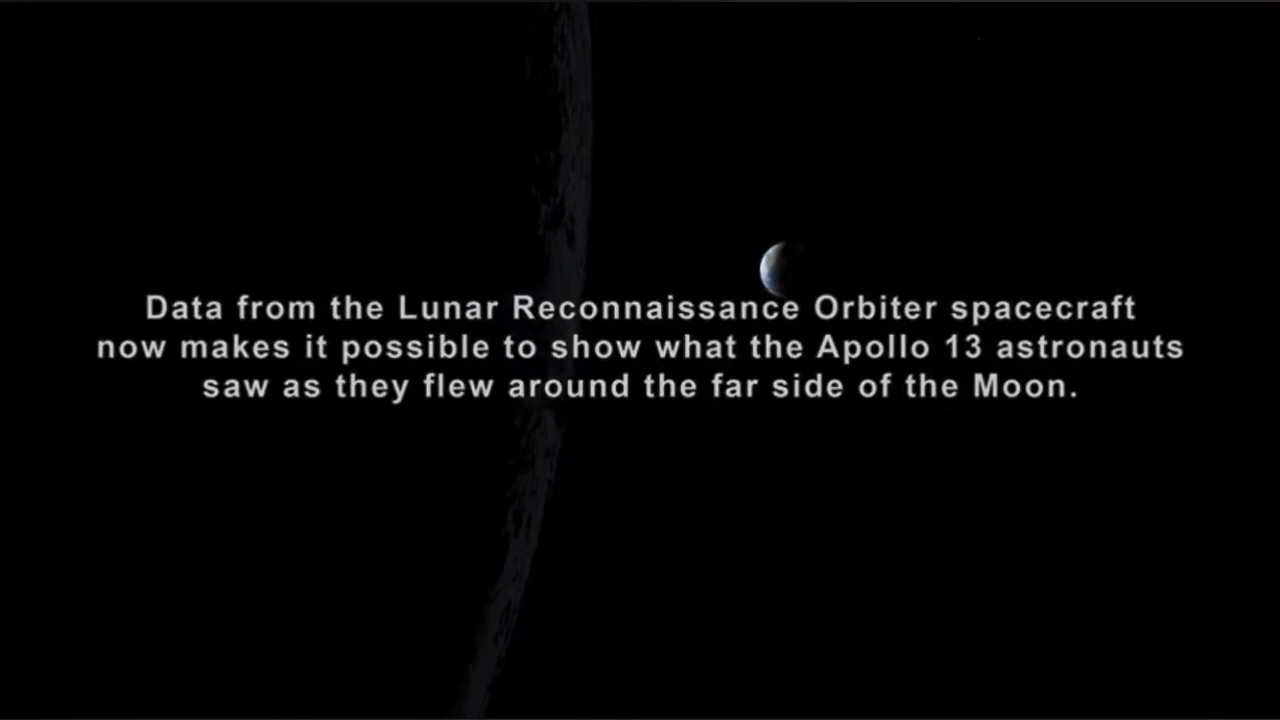 Data from the Lunar Reconnaissance Orbiter spacecraft
now makes it possible to show what the Apollo 13 astronauts
saw as they flew around the far side of the Moon.